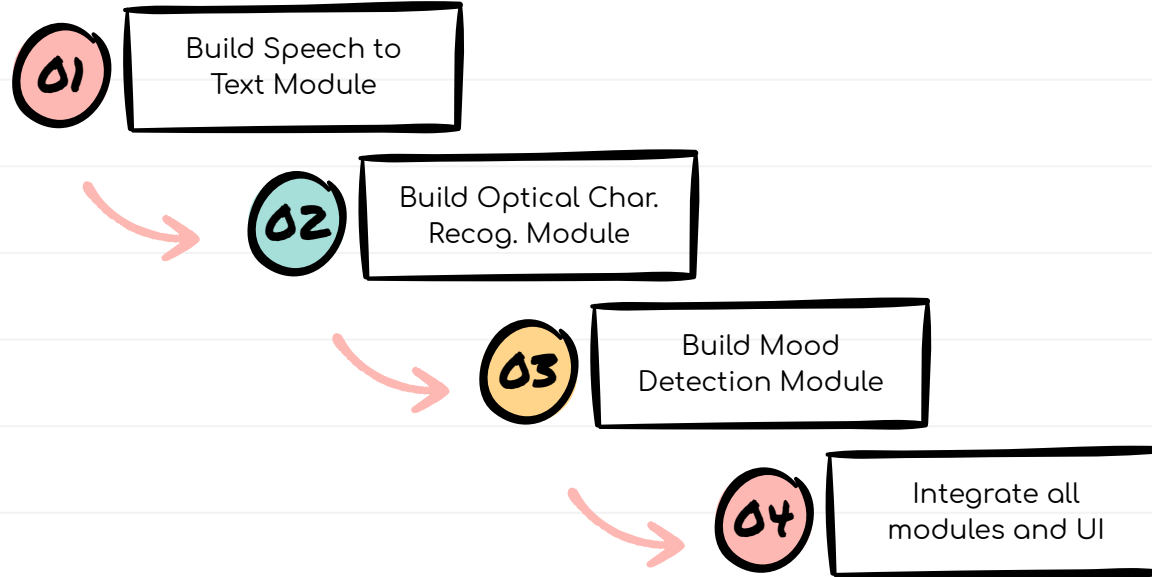 01
Build Speech to
Text Module
02
Build Optical Char.
Recog. Module
03
Build Mood
Detection Module
04
Integrate all
modules and UI